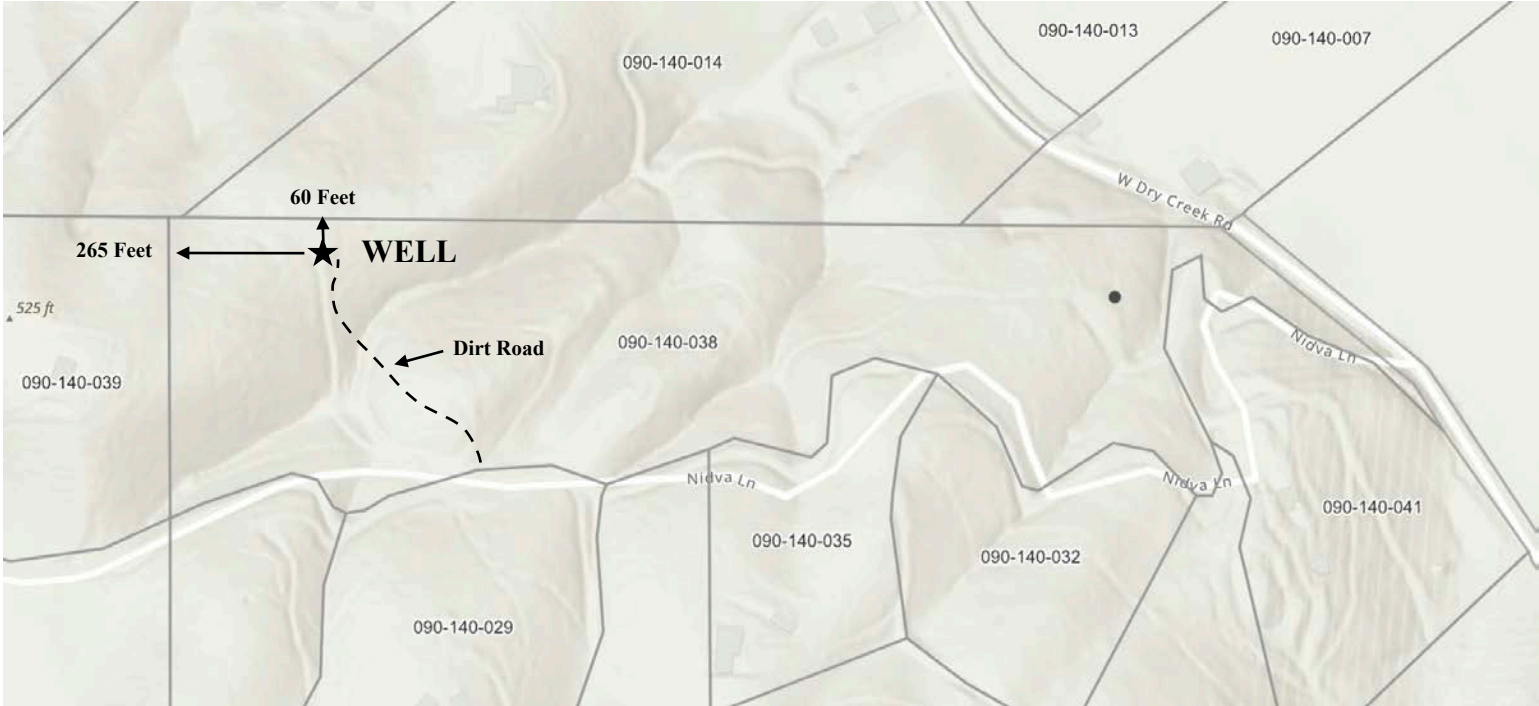 090-140-013
090-140-007
090-140-014
W Dry Creek Rd
60 Feet
265 Feet
WELL
525 ft
Dirt Road
090-140-038
Nidva Ln
090-140-039
Nidva Ln
Nidva Ln
090-140-041
090-140-035
090-140-032
090-140-029